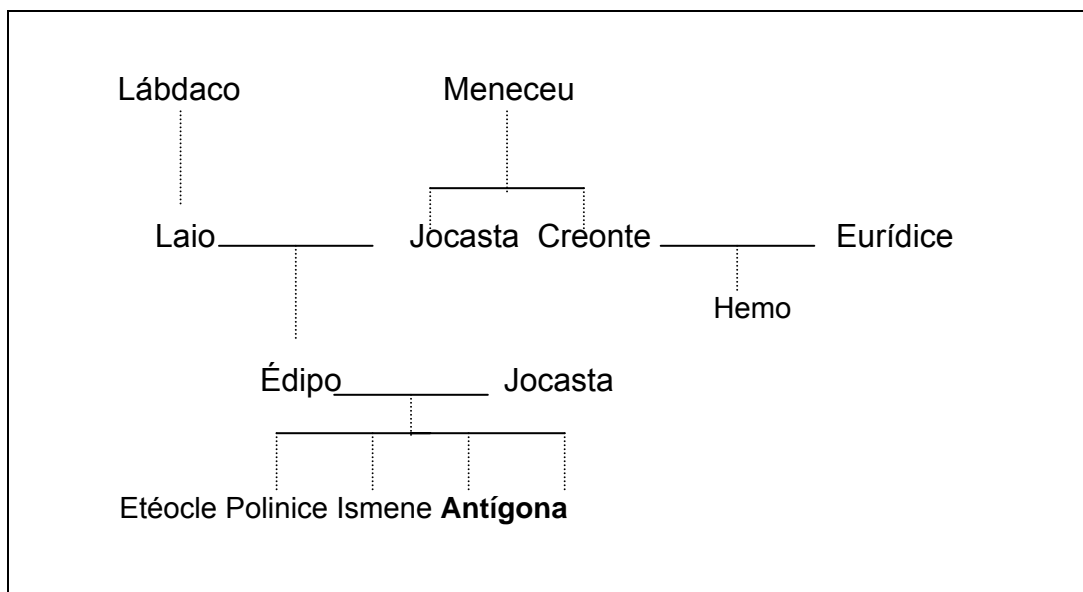 Lábdaco Meneceu
Laio Jocasta Creonte Eurídice
Hemo
Édipo Jocasta
Etéocle Polinice Ismene Antígona